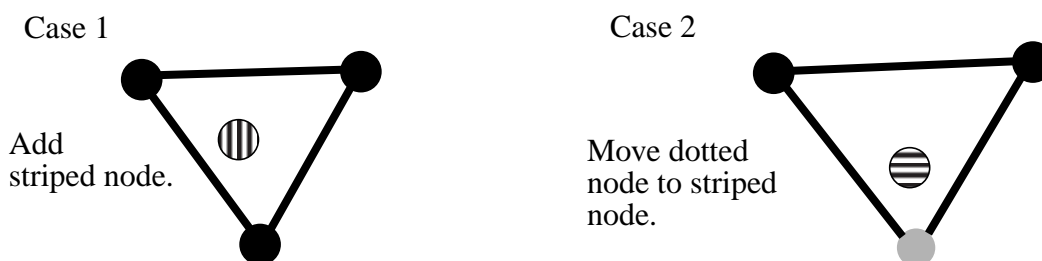 Case 1
Case 2
Add
striped node.
Move dotted
node to striped
node.